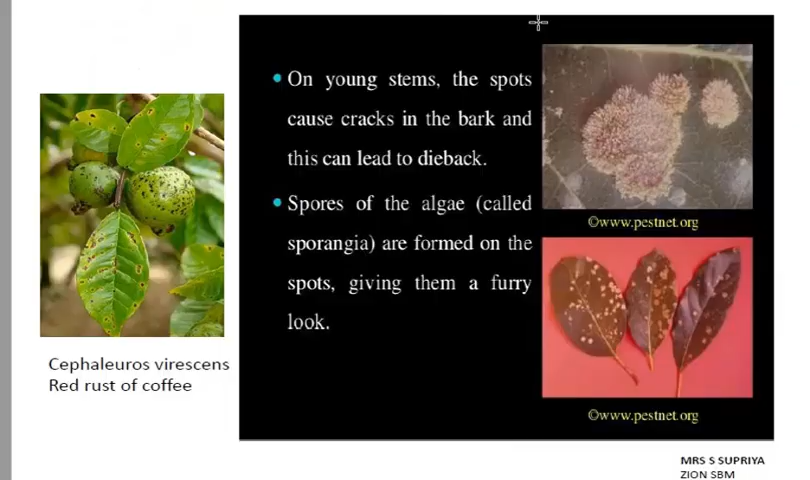 On young stems, the spots
cause cracks in the bark and
this can lead to dieback.
Spores of the algae (called
sporangia) are formed on the
spots, giving them a furry
look.
©www.pestnet.org
©www.pestnet.org
Cephaleuros virescens
Red rust of coffee
MRS S SUPRIYA
ZION SBM